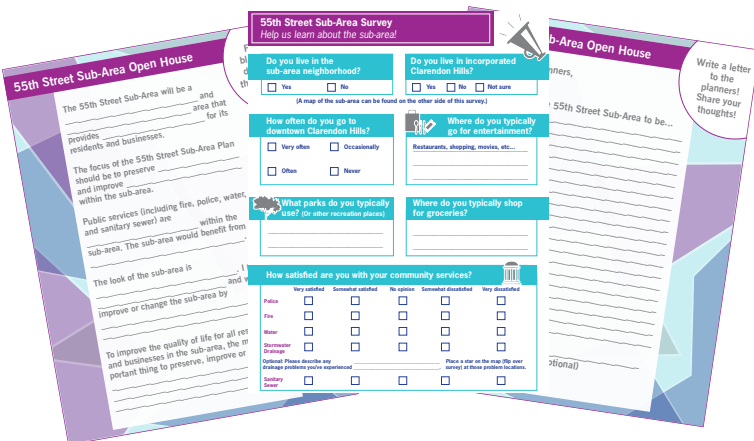 55th Street Sub-Area Open House
The 55th Street Sub-Area will be a
and
provides area that
for its
residents and businesses.
The focus of the 55th Street Sub-Area Plan
should be to preserve
and improve
within the sub-area.
Public services (including fire, police, water,
and sanitary sewer) are
within the
sub-area. The sub-area would benefit from
The look of the sub-area is . I
and w
improve or change the sub-area by
To improve the quality of life for all res
and businesses in the sub-area, the m
portant thing to preserve, improve or
55th Street Sub-Area Survey
Help us learn about the sub-area!
Do you live in the
sub-area neighborhood?
Yes No
Do you live in incorporated
Clarendon Hills?
Yes No Not sure
(A map of the sub-area can be found on the other side of this survey.)
How often do you go to
downtown Clarendon Hills?
Very often Occasionally
Often Never
Where do you typically
go for entertainment?
Restaurants, shopping, movies, etc...
What parks do you typically
use? (Or other recreation places)
Where do you typically shop
for groceries?
How satisfied are you with your community services?
Very satisfied Somewhat satisfied No opinion Somewhat dissatisfied Very dissatisfied
Police
Fire
Water
Stormwater
Drainage
Optional: Please describe any
drainage problems you've experienced
Place a star on the map (flip over
survey) at those problem locations.
Sanitary
Sewer
b-Area Open House
Write a letter
to the
planners!
Share your
thoughts!
nners,
55th Street Sub-Area to be...
ptional)